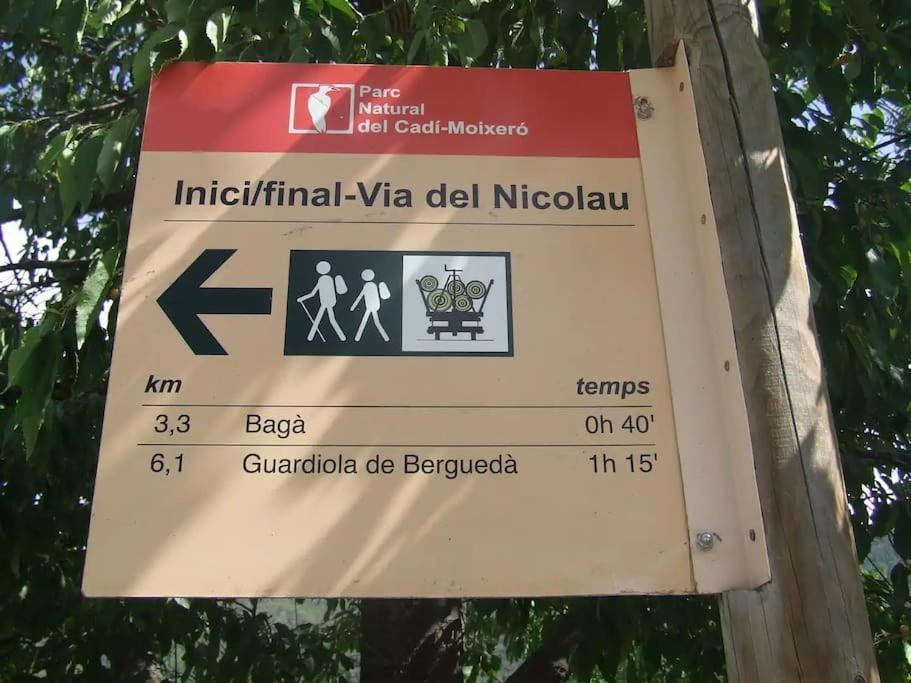 Parc
Natural
del Cadí-Moixeró
Inici/final-Via del Nicolau
km temps
3,3 Bagà 0h 40'
6,1 Guardiola de Berguedà 1h 15'